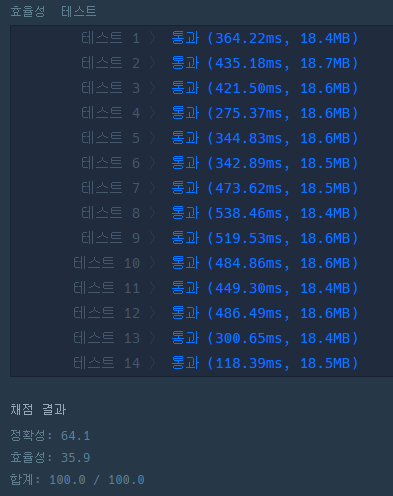 효율성 테스트
테스트 1 〉 통과 (364.22ms, 18.4MB)
테스트 2 〉 통과 (435.18ms, 18.7MB)
테스트 3 〉 통과 (421.50ms, 18.6MB)
테스트 4 〉 통과 (275.37ms, 18.6MB)
테스트 5 〉 통과 (344.83ms, 18.6MB)
테스트 6 〉 통과 (342.89ms, 18.5MB)
테스트 7 〉 통과 (473.62ms, 18.5MB)
테스트 8 〉 통과 (538.46ms, 18.4MB)
테스트 9 〉 통과 (519.53ms, 18.6MB)
테스트 10 〉 통과 (484.86ms, 18.6MB)
테스트 11 〉 통과 (449.30ms, 18.4MB)
테스트 12 〉 통과 (486.49ms, 18.6MB)
테스트 13 〉 통과 (300.65ms, 18.4MB)
테스트 14 〉 통과 (118.39ms, 18.5MB)
채점 결과
정확성: 64.1
효율성: 35.9
합계: 100.0 / 100.0